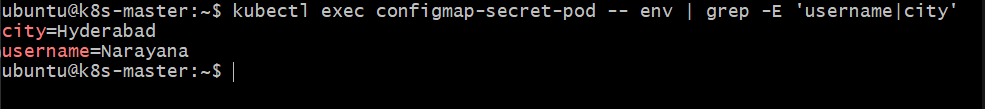 ubuntu@k8s-master:~$ kubectl exec configmap-secret-pod -- env | grep -E 'username|city'
city=Hyderabad
username=Narayana
ubuntu@k8s-master:~$